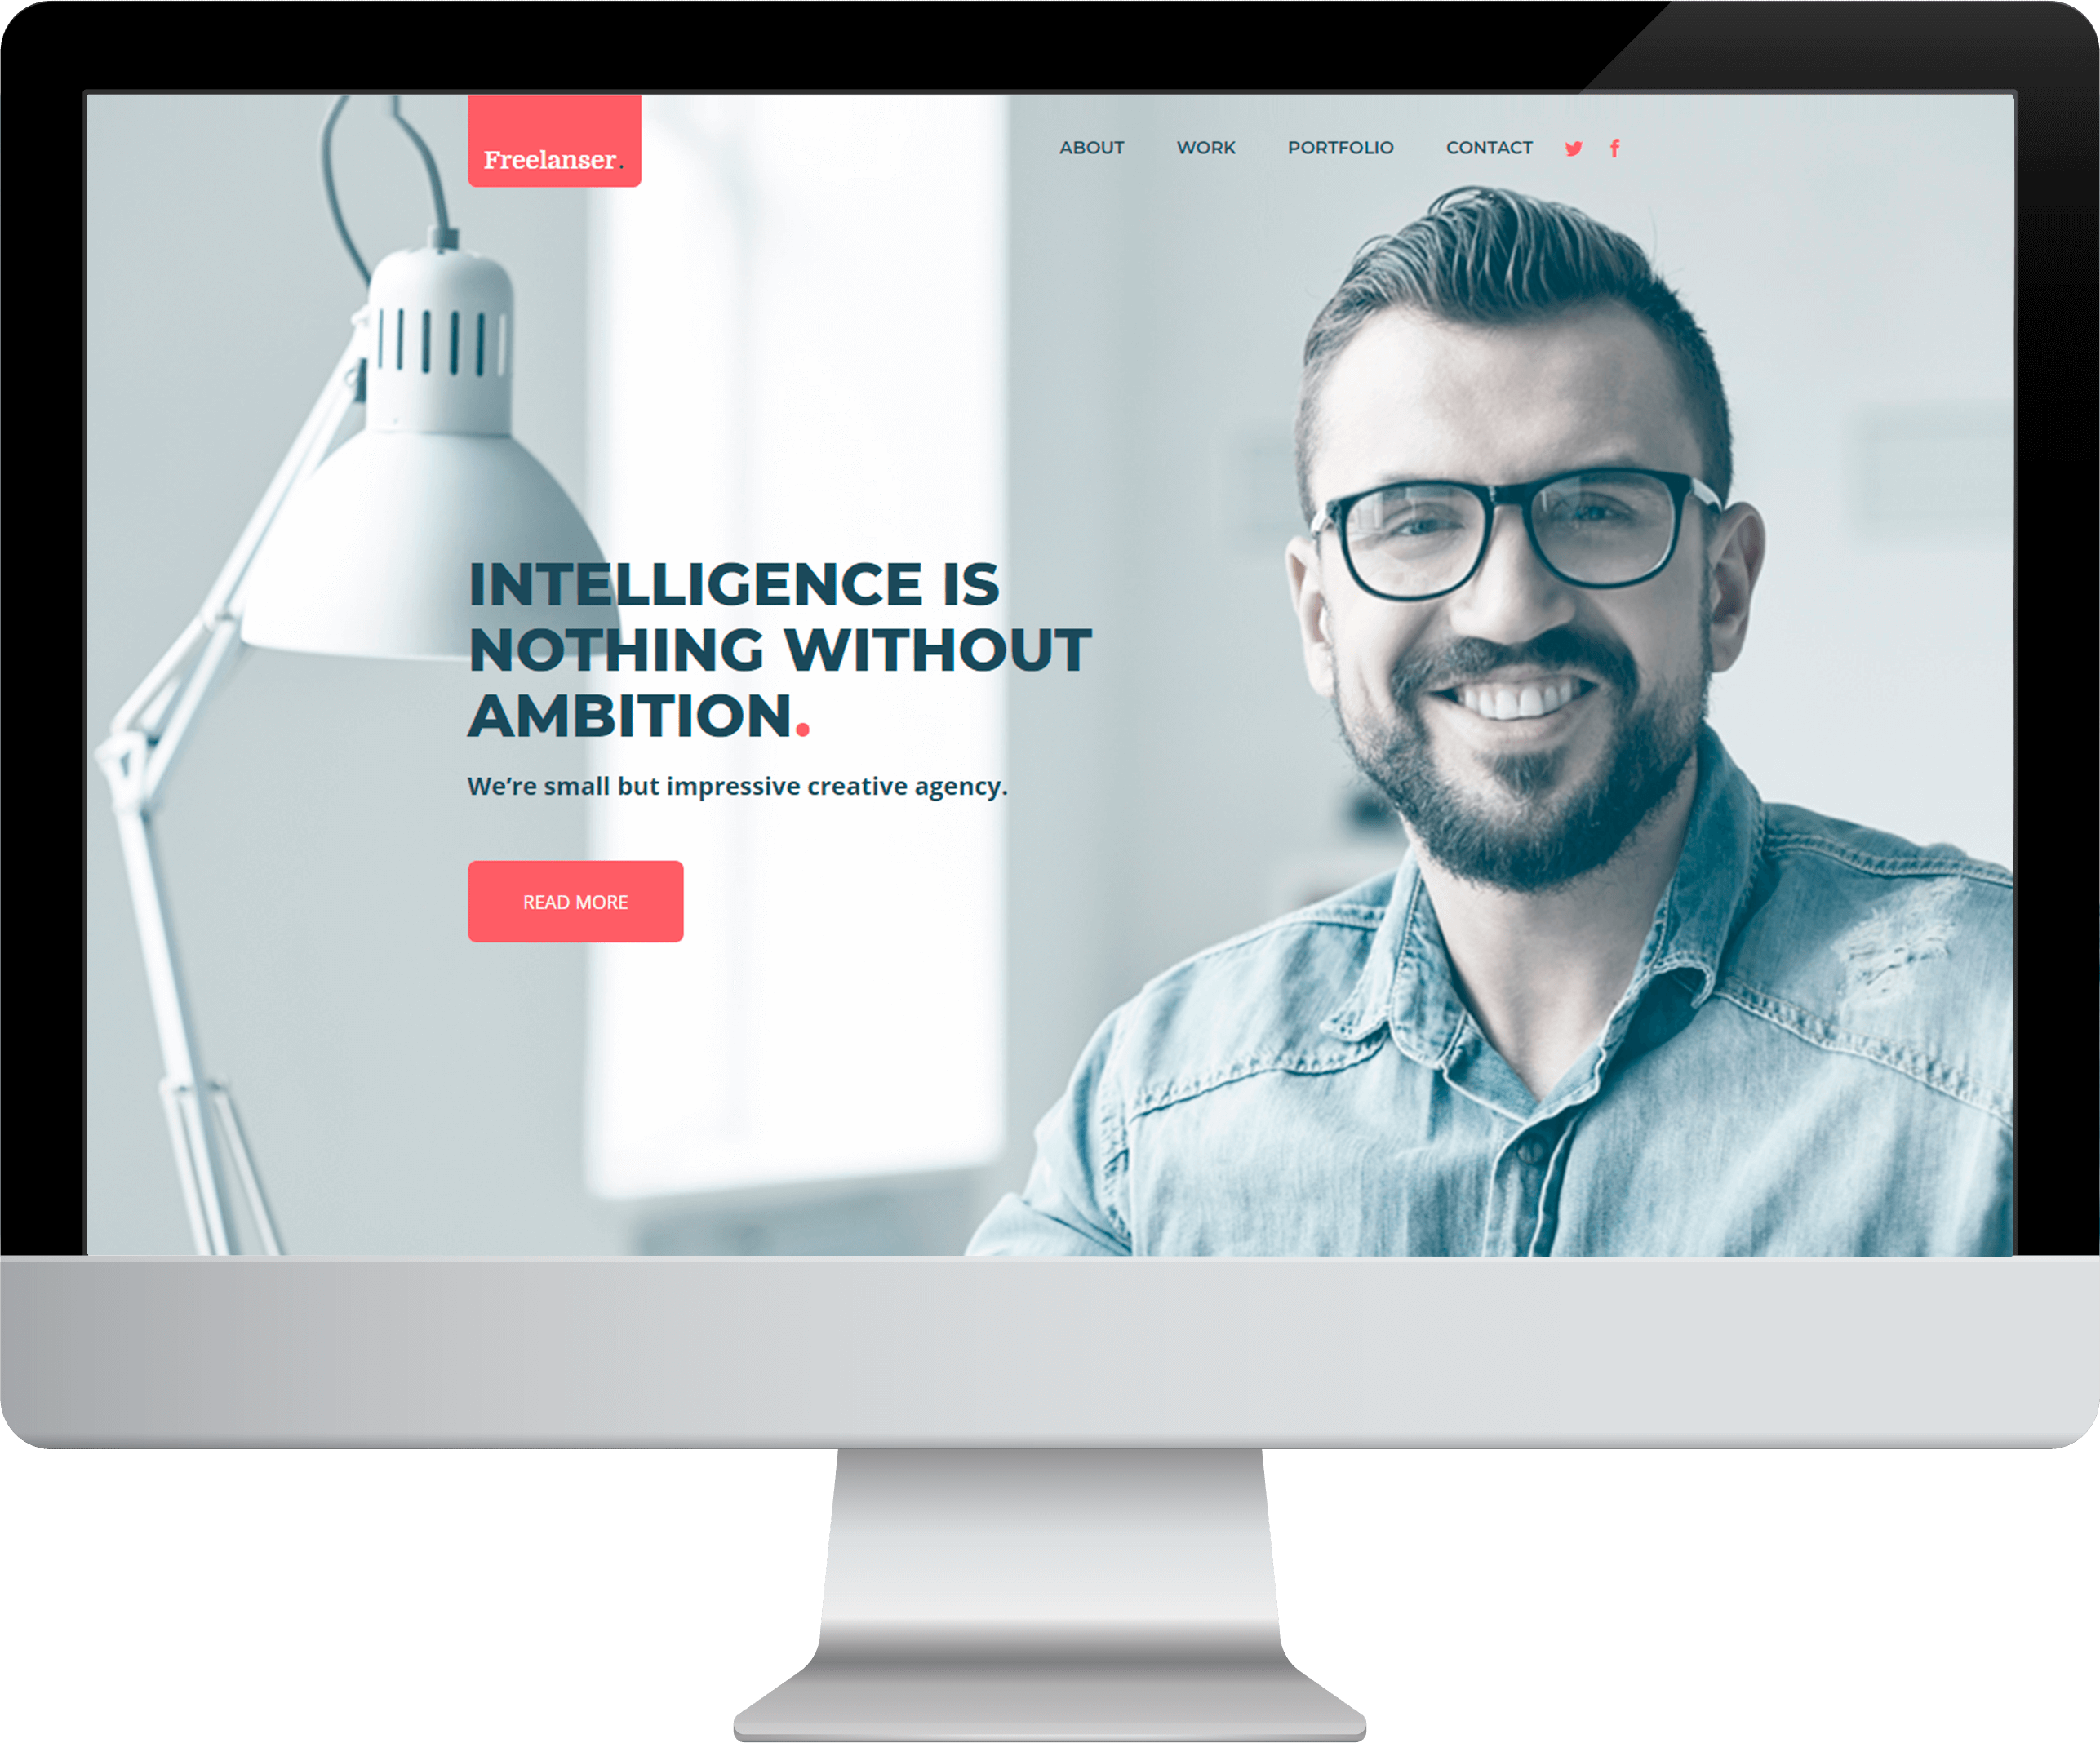 Freelanser.
ABOUT WORK PORTFOLIO CONTACT
INTELLIGENCE IS
NOTHING WITHOUT
AMBITION.
We’re small but impressive creative agency.
READ MORE